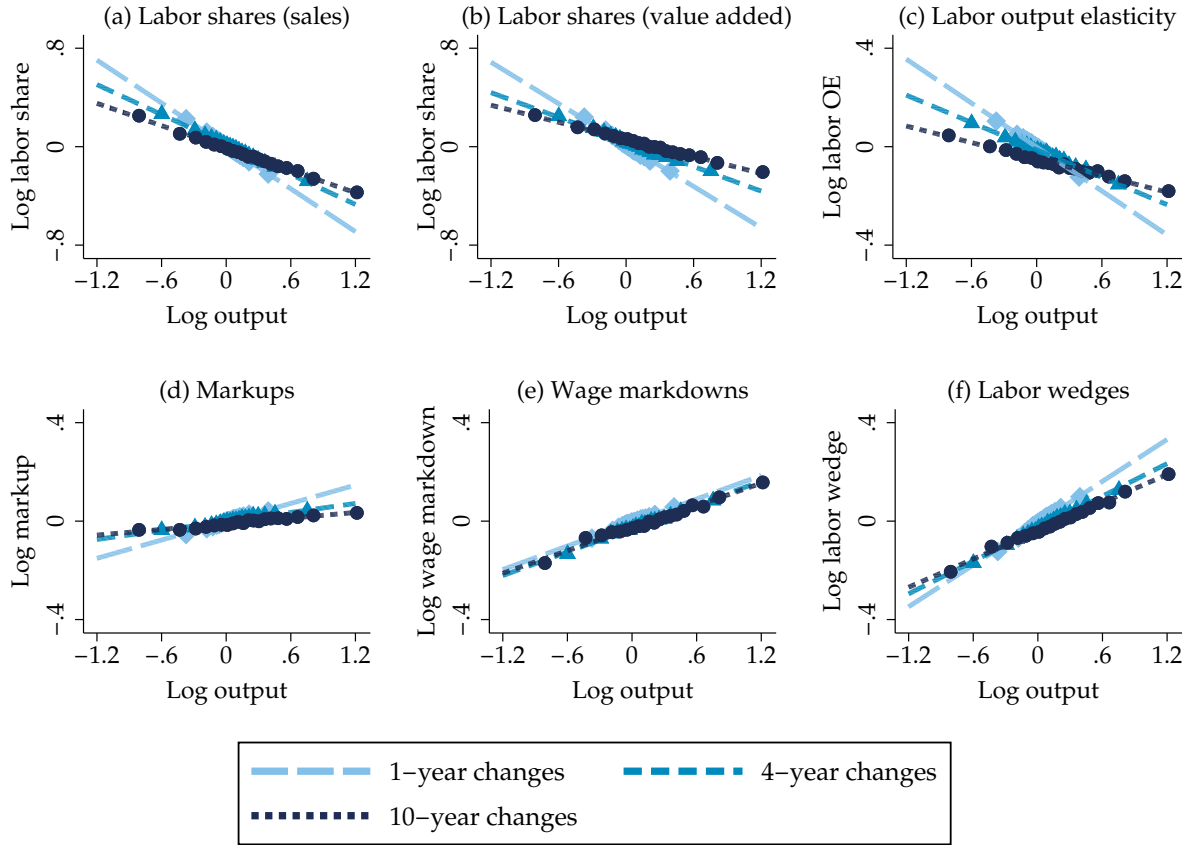 (a) Labor shares (sales)
Log labor share
.8
0
−.8
−1.2 −.6 0 .6 1.2
Log output
(b) Labor shares (value added)
Log labor share
.8
0
−.8
−1.2 −.6 0 .6 1.2
Log output
(c) Labor output elasticity
Log labor OE
.4
0
−.4
−1.2 −.6 0 .6 1.2
Log output
(d) Markups
Log markup
.4
0
−.4
−1.2 −.6 0 .6 1.2
Log output
(e) Wage markdowns
Log wage markdown
.4
0
−.4
−1.2 −.6 0 .6 1.2
Log output
(f) Labor wedges
Log labor wedge
.4
0
−.4
−1.2 −.6 0 .6 1.2
Log output
1−year changes
4−year changes
10−year changes